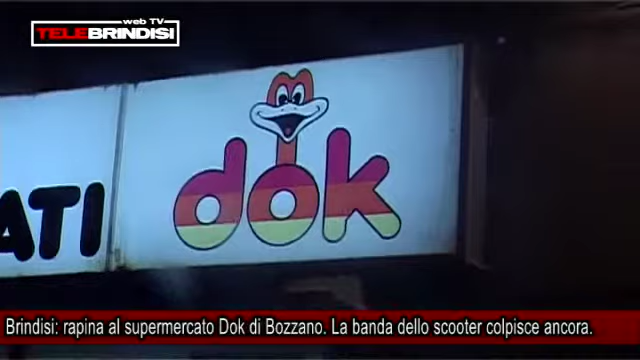 web TV
TELEBRINDISI
dok
ATI
Brindisi: rapina al supermercato Dok di Bozzano. La banda dello scooter colpisce ancora.